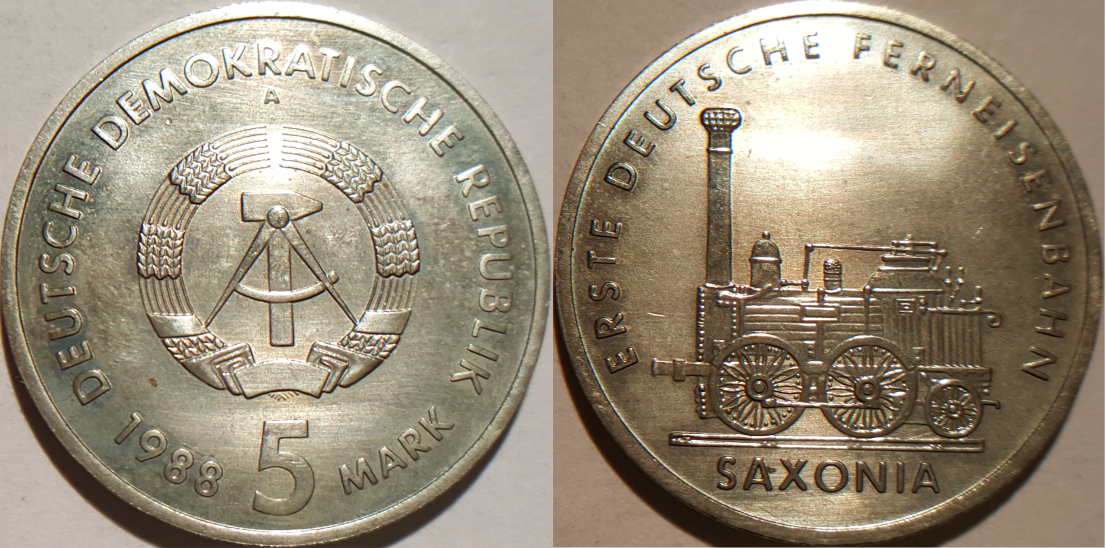 DEUTSCHE DEMOKRATISCHE REPUBLIK
A
1988 5 MARK
ERSTE DEUTSCHE FERNEISENBAHN
SAXONIA